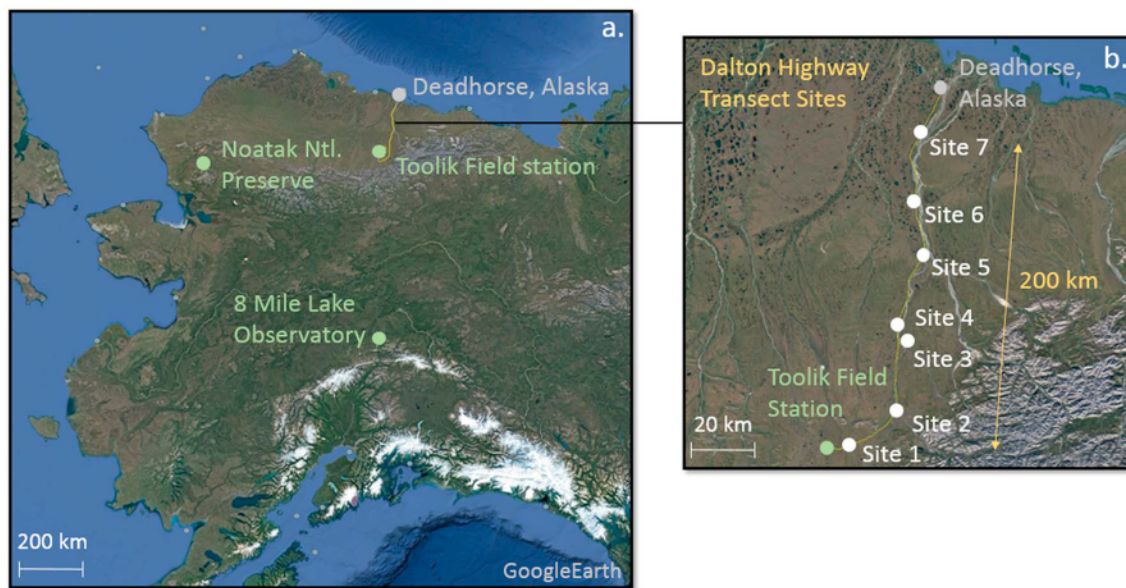 a.
Deadhorse, Alaska
Noatak Ntl.
Preserve
Toolik Field station
8 Mile Lake
Observatory
200 km
GoogleEarth
b.
Dalton Highway
Transect Sites
Deadhorse,
Alaska
Site 7
Site 6
Site 5
200 km
Site 4
Site 3
Toolik Field
Station
Site 2
20 km
Site 1